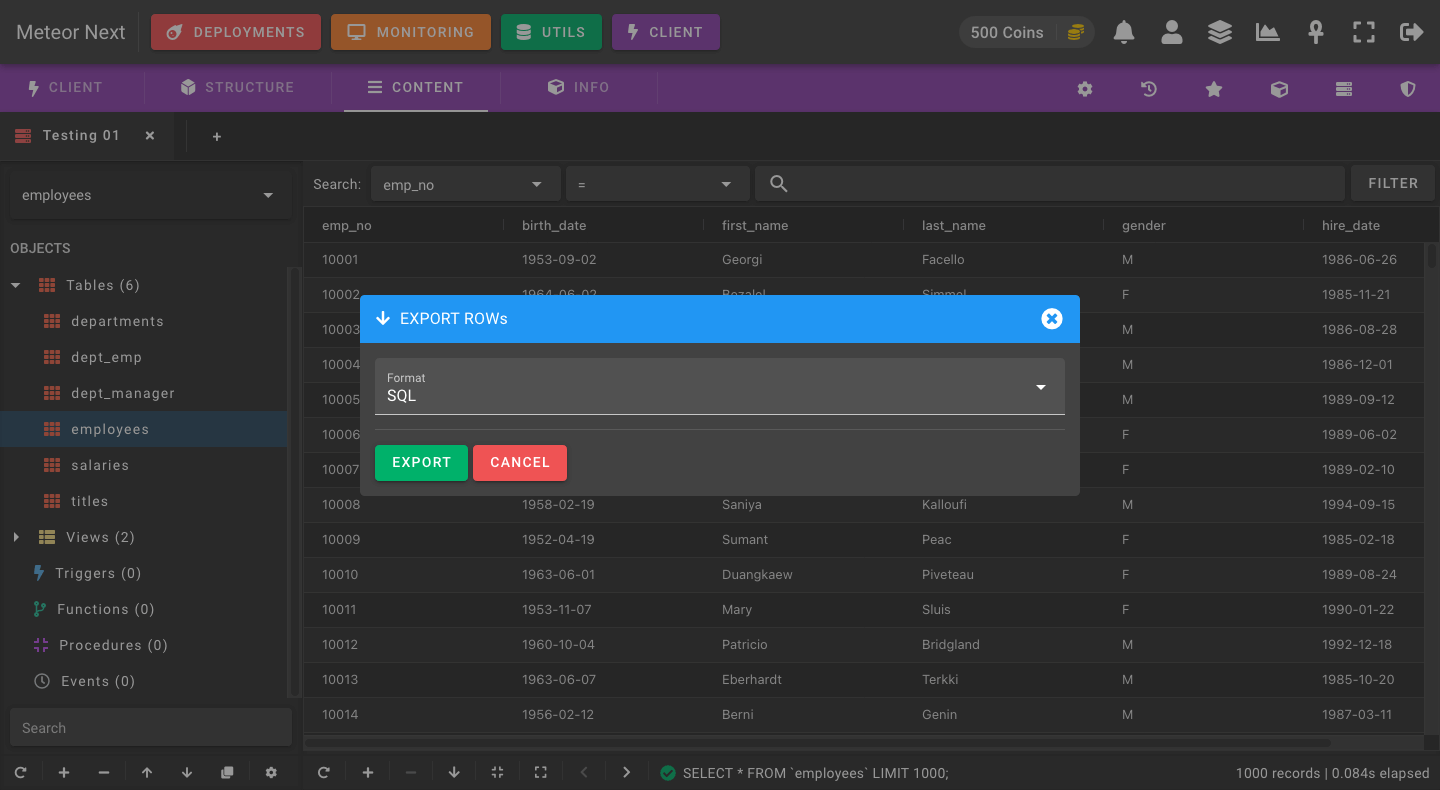 Meteor Next DEPLOYMENTS MONITORING UTILS CLIENT 500 Coins
CLIENT STRUCTURE CONTENT INFO
Testing 01
employees
Search: emp_no = FILTER
OBJECTS
Tables (6)
departments
dept_emp
dept_manager
employees
salaries
titles
Views (2)
Triggers (0)
Functions (0)
Procedures (0)
Events (0)
Search
emp_no birth_date first_name last_name gender hire_date
10001 1953-09-02 Georgi Facello M 1986-06-26
10002 1964-06-02 Bezalel Simmel F 1985-11-21
10003 M 1986-08-28
10004 M 1986-12-01
10005 M 1989-09-12
10006 F 1989-06-02
10007 F 1989-02-10
10008 1958-02-19 Saniya Kalloufi M 1994-09-15
10009 1952-04-19 Sumant Peac F 1985-02-18
10010 1963-06-01 Duangkaew Piveteau F 1989-08-24
10011 1953-11-07 Mary Sluis F 1990-01-22
10012 1960-10-04 Patricio Bridgland M 1992-12-18
10013 1963-06-07 Eberhardt Terkki M 1985-10-20
10014 1956-02-12 Berni Genin M 1987-03-11
EXPORT ROWs
Format
SQL
EXPORT CANCEL
SELECT * FROM `employees` LIMIT 1000; 1000 records | 0.084s elapsed